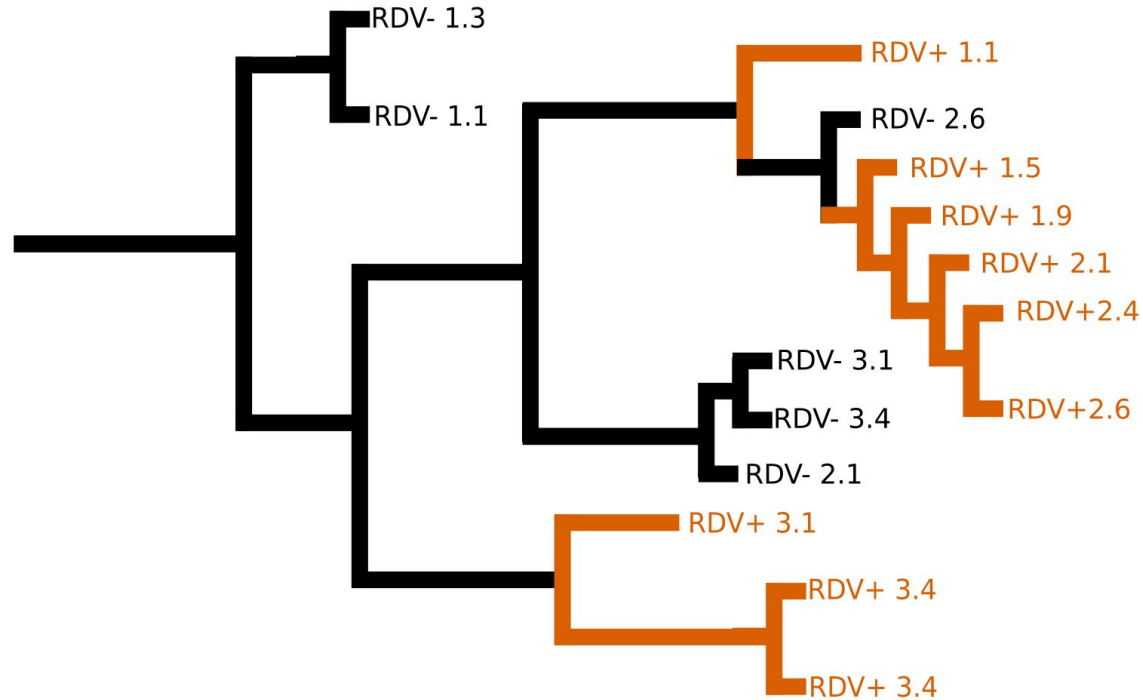 RDV- 1.3
RDV+ 1.1
RDV- 1.1
RDV- 2.6
RDV+ 1.5
RDV+ 1.9
RDV+ 2.1
RDV+2.4
RDV- 3.1
RDV+2.6
RDV- 3.4
RDV- 2.1
RDV+ 3.1
RDV+ 3.4
RDV+ 3.4